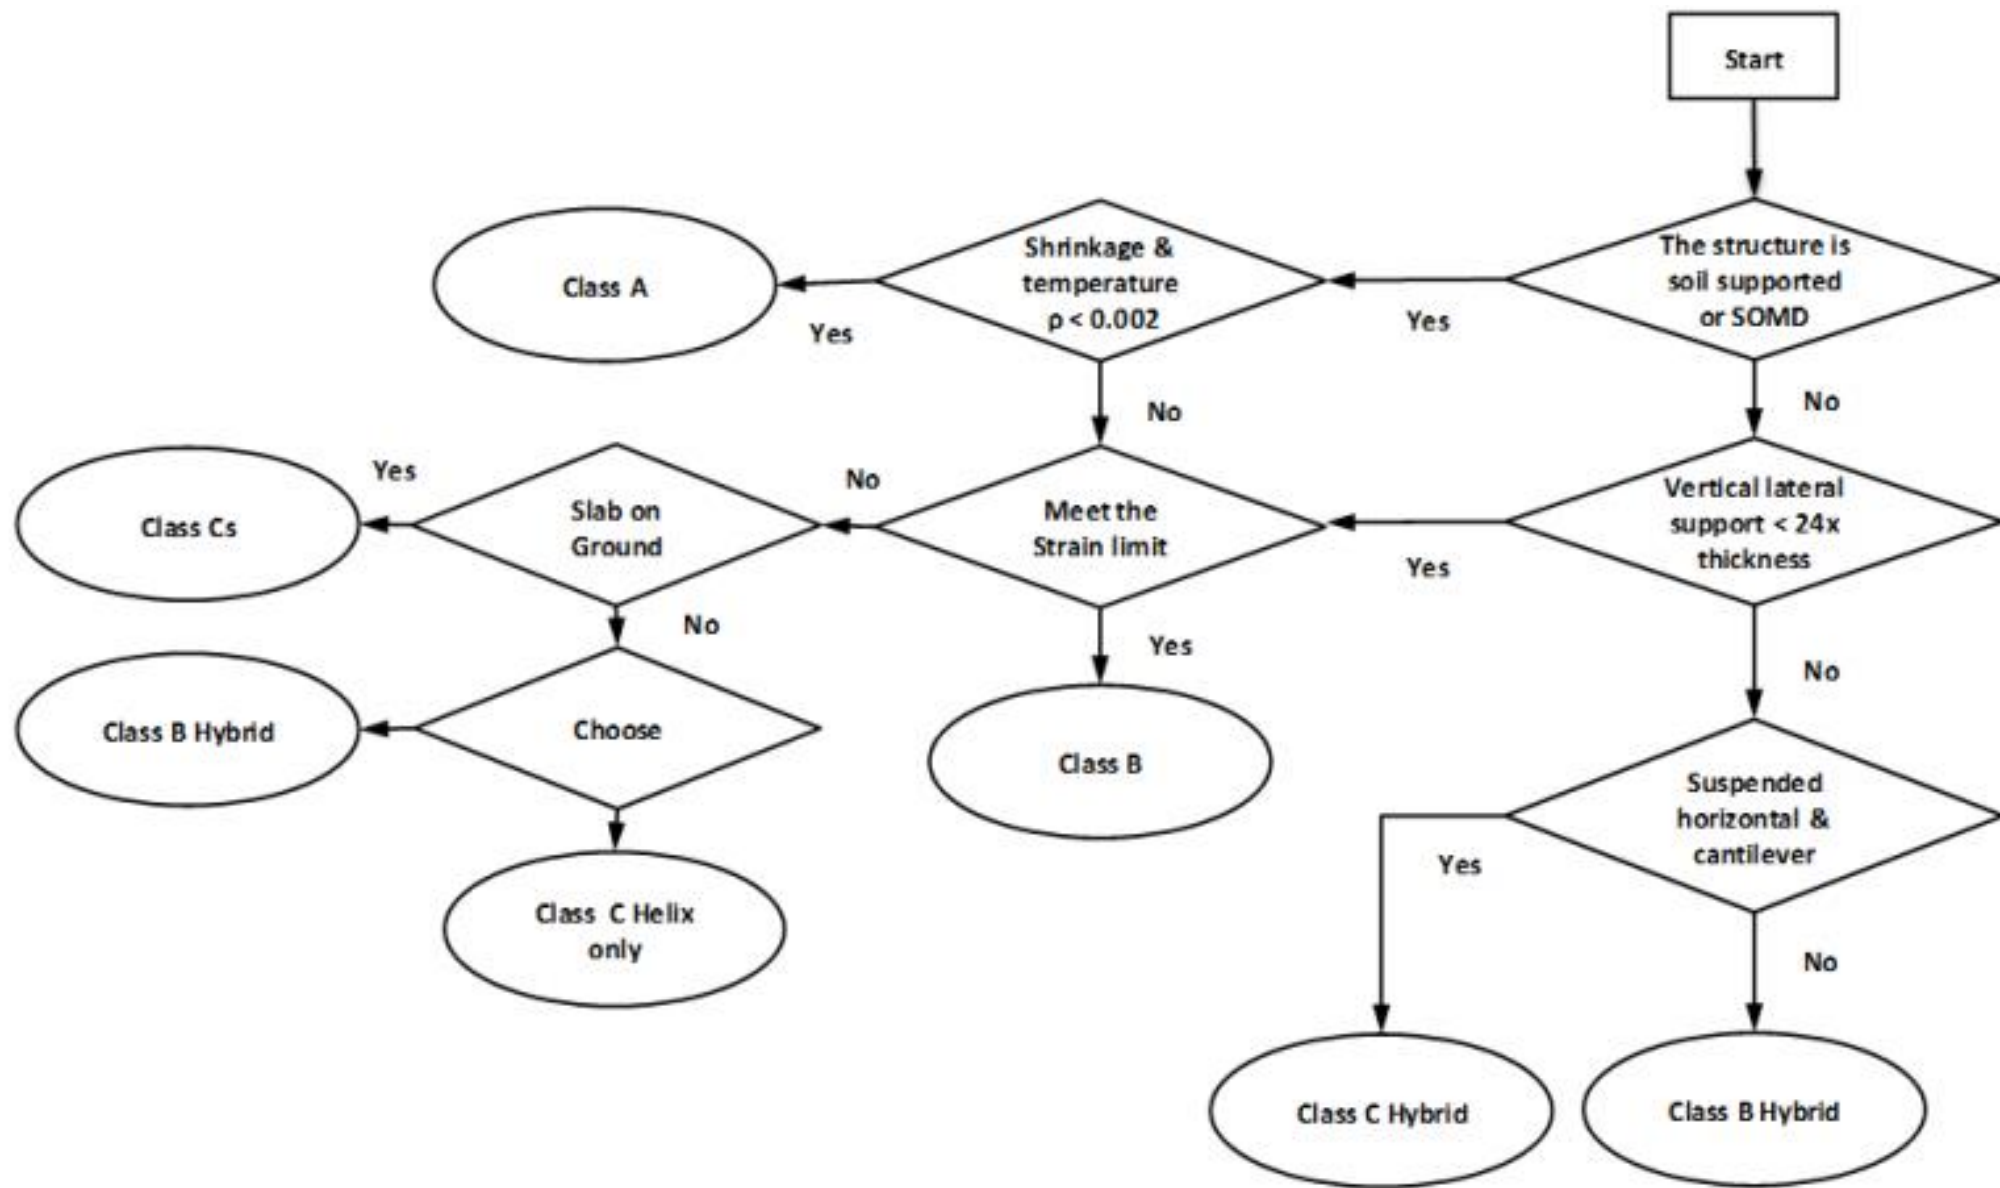 Start
The structure is
soil supported
or SOMD
Yes
No
Shrinkage &
temperature
ρ < 0.002
Yes
No
Class A
Vertical lateral
support < 24x
thickness
Yes
No
Meet the
Strain limit
No
Yes
Slab on
Ground
Yes
No
Class Cs
Choose
Class B Hybrid
Class C Helix
only
Class B
Suspended
horizontal &
cantilever
Yes
No
Class C Hybrid
Class B Hybrid